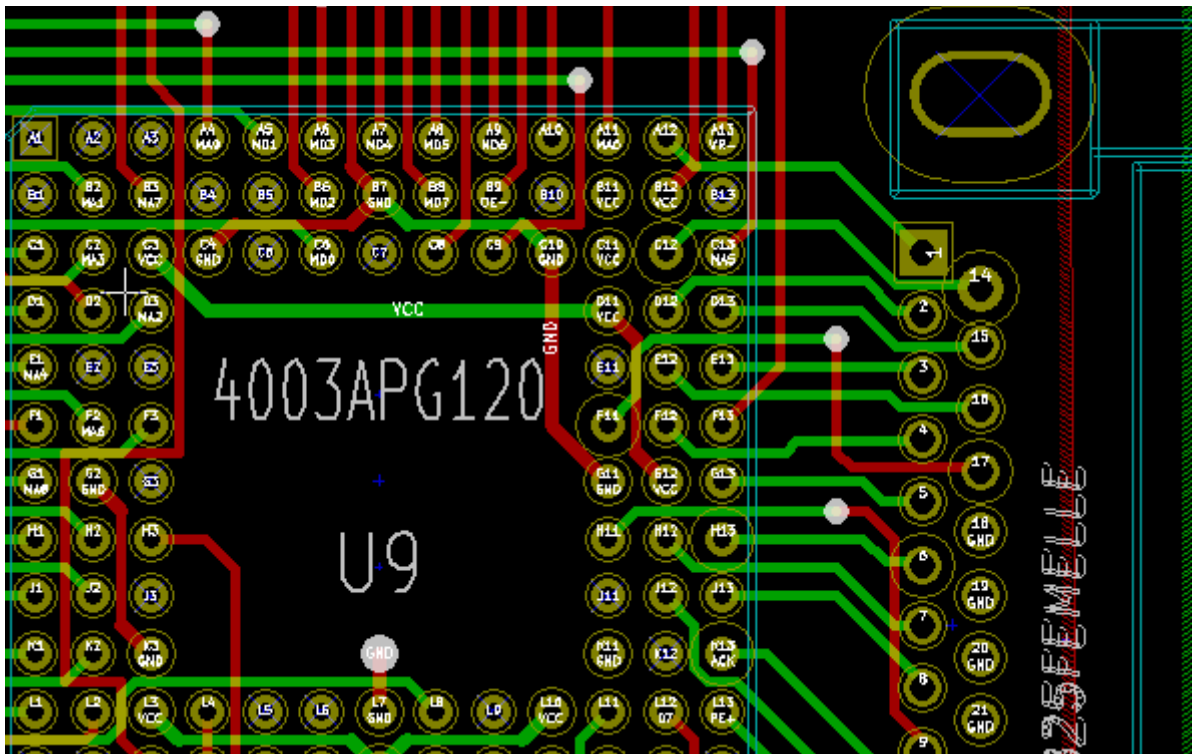 A1 A2 A3 A4 A5 A6 A7 A8 A9 A10 A11 A12 A13
MD1 MD3 MD4 MD5 MD6 MA0 VR-
B1 B2 B3 B4 B5 B6 B7 B8 B9 B10 B11 B12 B13
MA1 MA7 MD2 GND MD7 OE- VCC VCC
C1 C2 C3 C4 C6 C7 C8 C9 C10 C11 C12 C13
MA3 VCC GND MD0 GND VCC MA5
1
14
D1 D2 D3 D11 D12 D13
MA2 VCC
VCC
2
GND
15
E1 E2 E3 E11 E12 E13
MA4
3
4003APG120
16
F1 F2 F3 F11 F12 F13
MA6
4
17
G1 G2 G3 G11 G12 G13
MA8 GND GND VCC
5
18
GND
H1 H2 H3 H11 H12 H13
6
U9
19
GND
J1 J2 J3 J11 J12 J13
7
20
GND
K1 K2 K3 K11 K12 K13
GND GND ACK
GND
8
21
GND
L1 L2 L3 L4 L5 L6 L7 L8 L9 L10 L11 L12 L13
VCC GND VCC D7 PE+
9